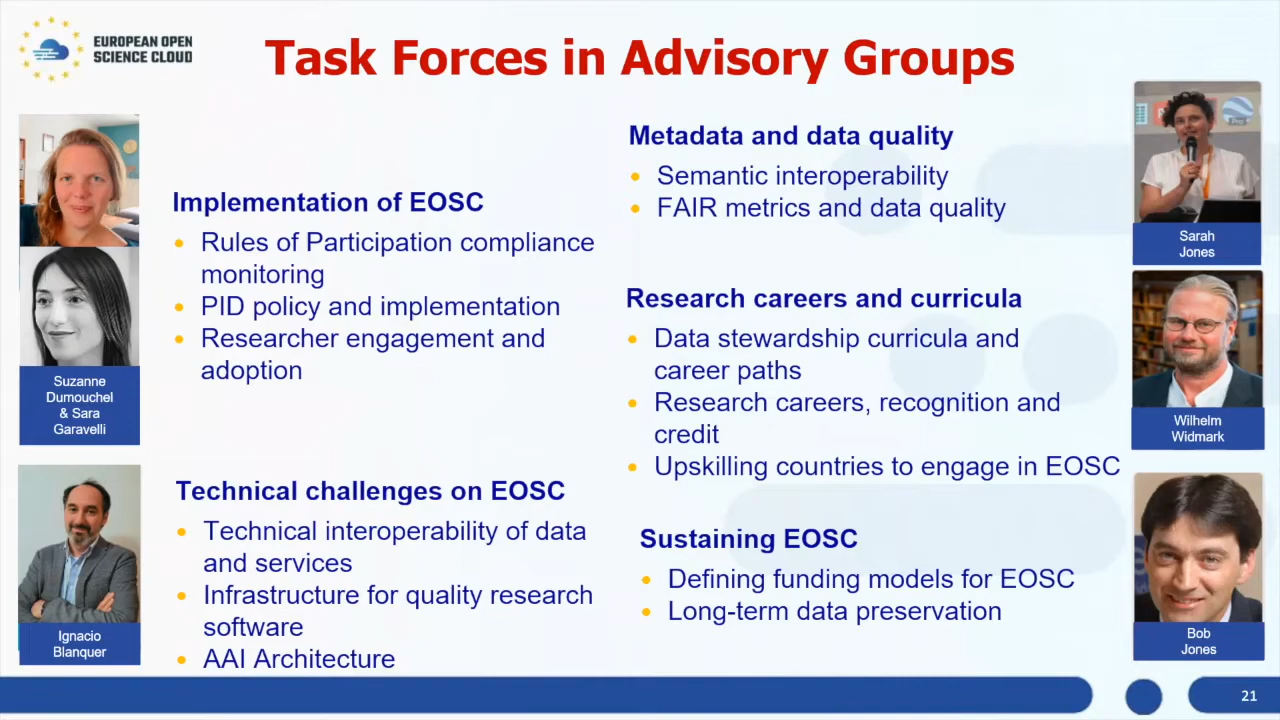 EUROPEAN OPEN
SCIENCE CLOUD
Task Forces in Advisory Groups
Implementation of EOSC
• Rules of Participation compliance
monitoring
• PID policy and implementation
• Researcher engagement and
adoption
Suzanne
Dumouchel
& Sara
Garavelli
Technical challenges on EOSC
• Technical interoperability of data
and services
• Infrastructure for quality research
software
• AAI Architecture
Ignacio
Blanquer
Metadata and data quality
• Semantic interoperability
• FAIR metrics and data quality
Sarah
Jones
Research careers and curricula
• Data stewardship curricula and
career paths
• Research careers, recognition and
credit
• Upskilling countries to engage in EOSC
Wilhelm
Widmark
Sustaining EOSC
• Defining funding models for EOSC
• Long-term data preservation
Bob
Jones
21